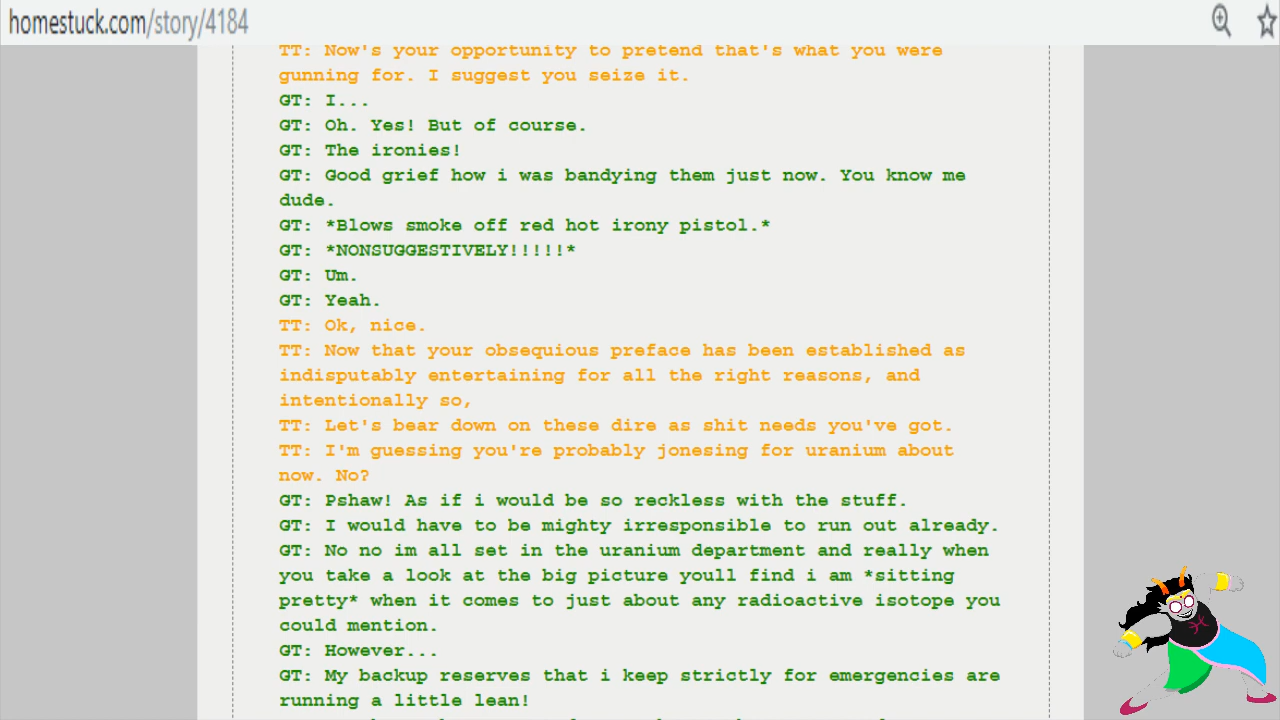 homestuck.com/story/4184
TT: Now's your opportunity to pretend that's what you were
gunning for. I suggest you seize it.
GT: I...
GT: Oh. Yes! But of course.
GT: The ironies!
GT: Good grief how i was bandying them just now. You know me
dude.
GT: *Blows smoke off red hot irony pistol.*
GT: *NONSUGGESTIVELY!!!!!*
GT: Um.
GT: Yeah.
TT: Ok, nice.
TT: Now that your obsequious preface has been established as
indisputably entertaining for all the right reasons, and
intentionally so,
TT: Let's bear down on these dire as shit needs you've got.
TT: I'm guessing you're probably jonesing for uranium about
now. No?
GT: Pshaw! As if i would be so reckless with the stuff.
GT: I would have to be mighty irresponsible to run out already.
GT: No no im all set in the uranium department and really when
you take a look at the big picture youll find i am *sitting
pretty* when it comes to just about any radioactive isotope you
could mention.
GT: However...
GT: My backup reserves that i keep strictly for emergencies are
running a little lean!